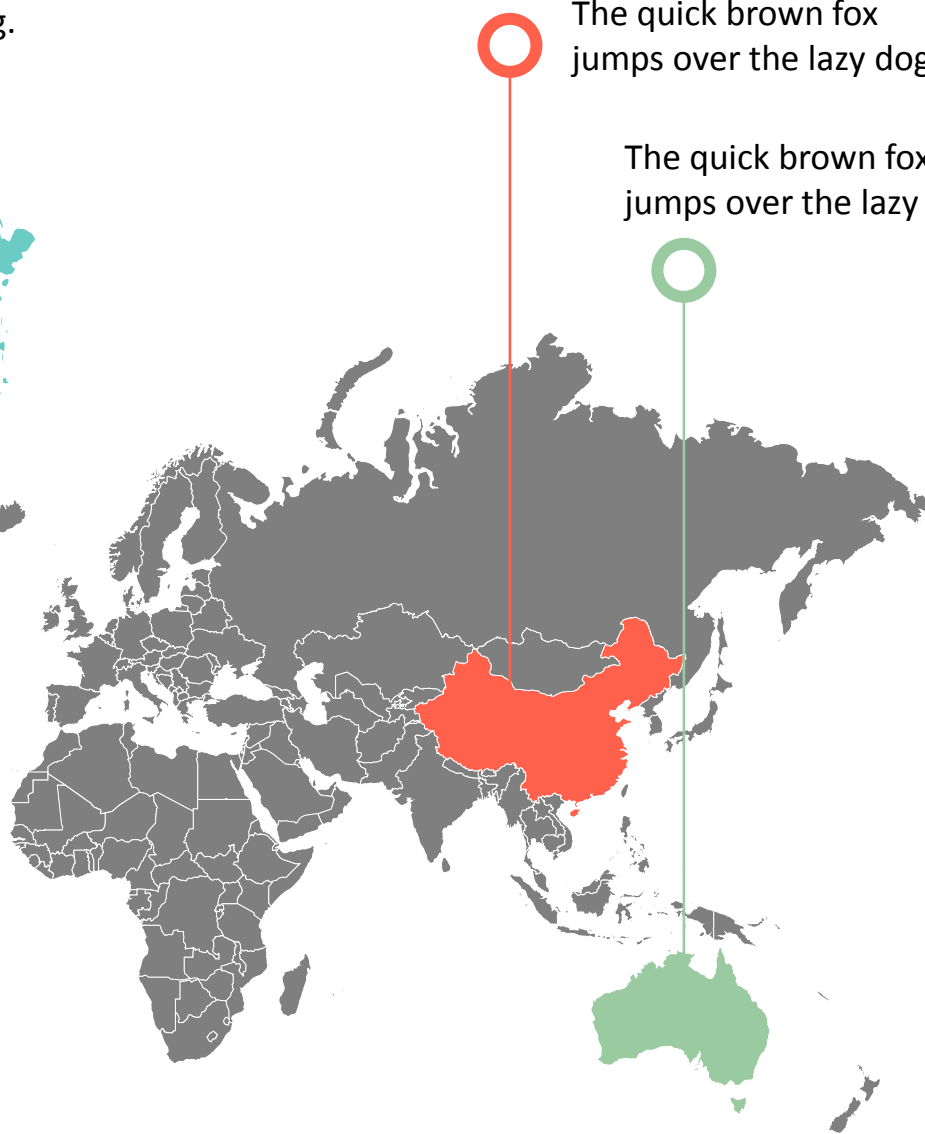 g.
The quick brown fox
jumps over the lazy dog
The quick brown fox
jumps over the lazy